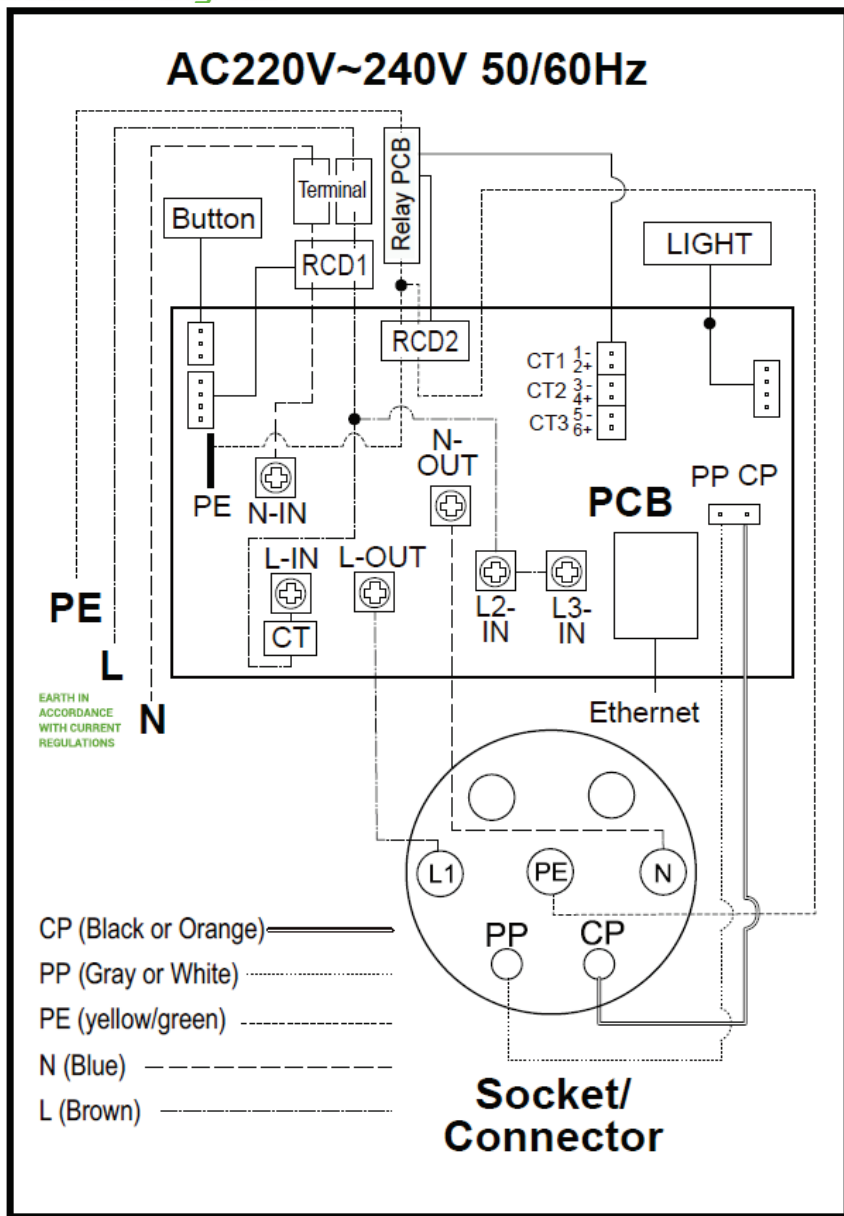 AC220V~240V 50/60Hz
Relay PCB
Terminal
Button
LIGHT
RCD1
RCD2
CT1 1-
2+
CT2 3-
4+
CT3 5-
6+
N-
OUT
PP CP
PE
N-IN
PCB
L-IN
L-OUT
L2-
IN
L3-
IN
CT
PE
L
N
EARTH IN
ACCORDANCE
WITH CURRENT
REGULATIONS
Ethernet
L1
PE
N
PP
CP
CP (Black or Orange)
PP (Gray or White)
PE (yellow/green)
N (Blue)
L (Brown)
Socket/
Connector